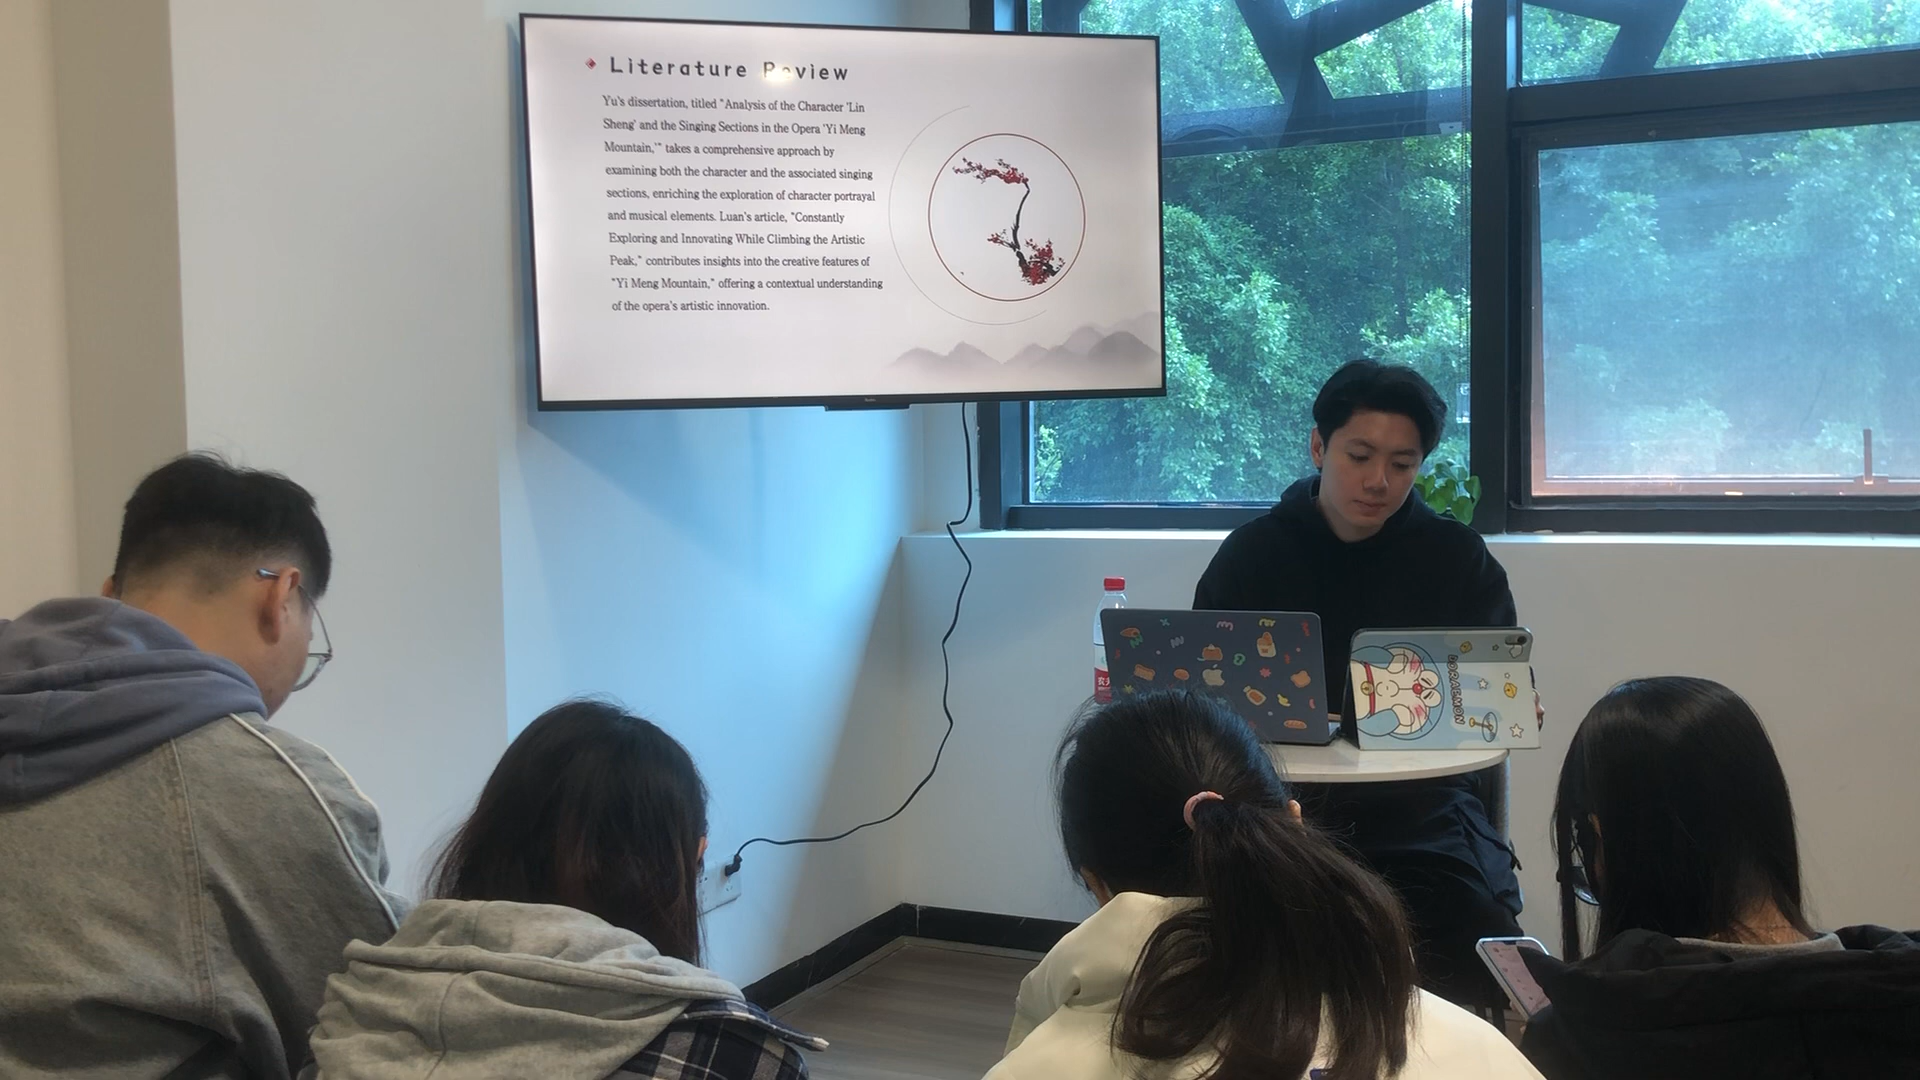 Literature Review
Yu's dissertation, titled "Analysis of the Character 'Lin
Sheng' and the Singing Sections in the Opera 'Yi Meng
Mountain,'" takes a comprehensive approach by
examining both the character and the associated singing
sections, enriching the exploration of character portrayal
and musical elements. Luan's article, "Constantly
Exploring and Innovating While Climbing the Artistic
Peak," contributes insights into the creative features of
"Yi Meng Mountain," offering a contextual understanding
of the opera's artistic innovation.
DORAEMON